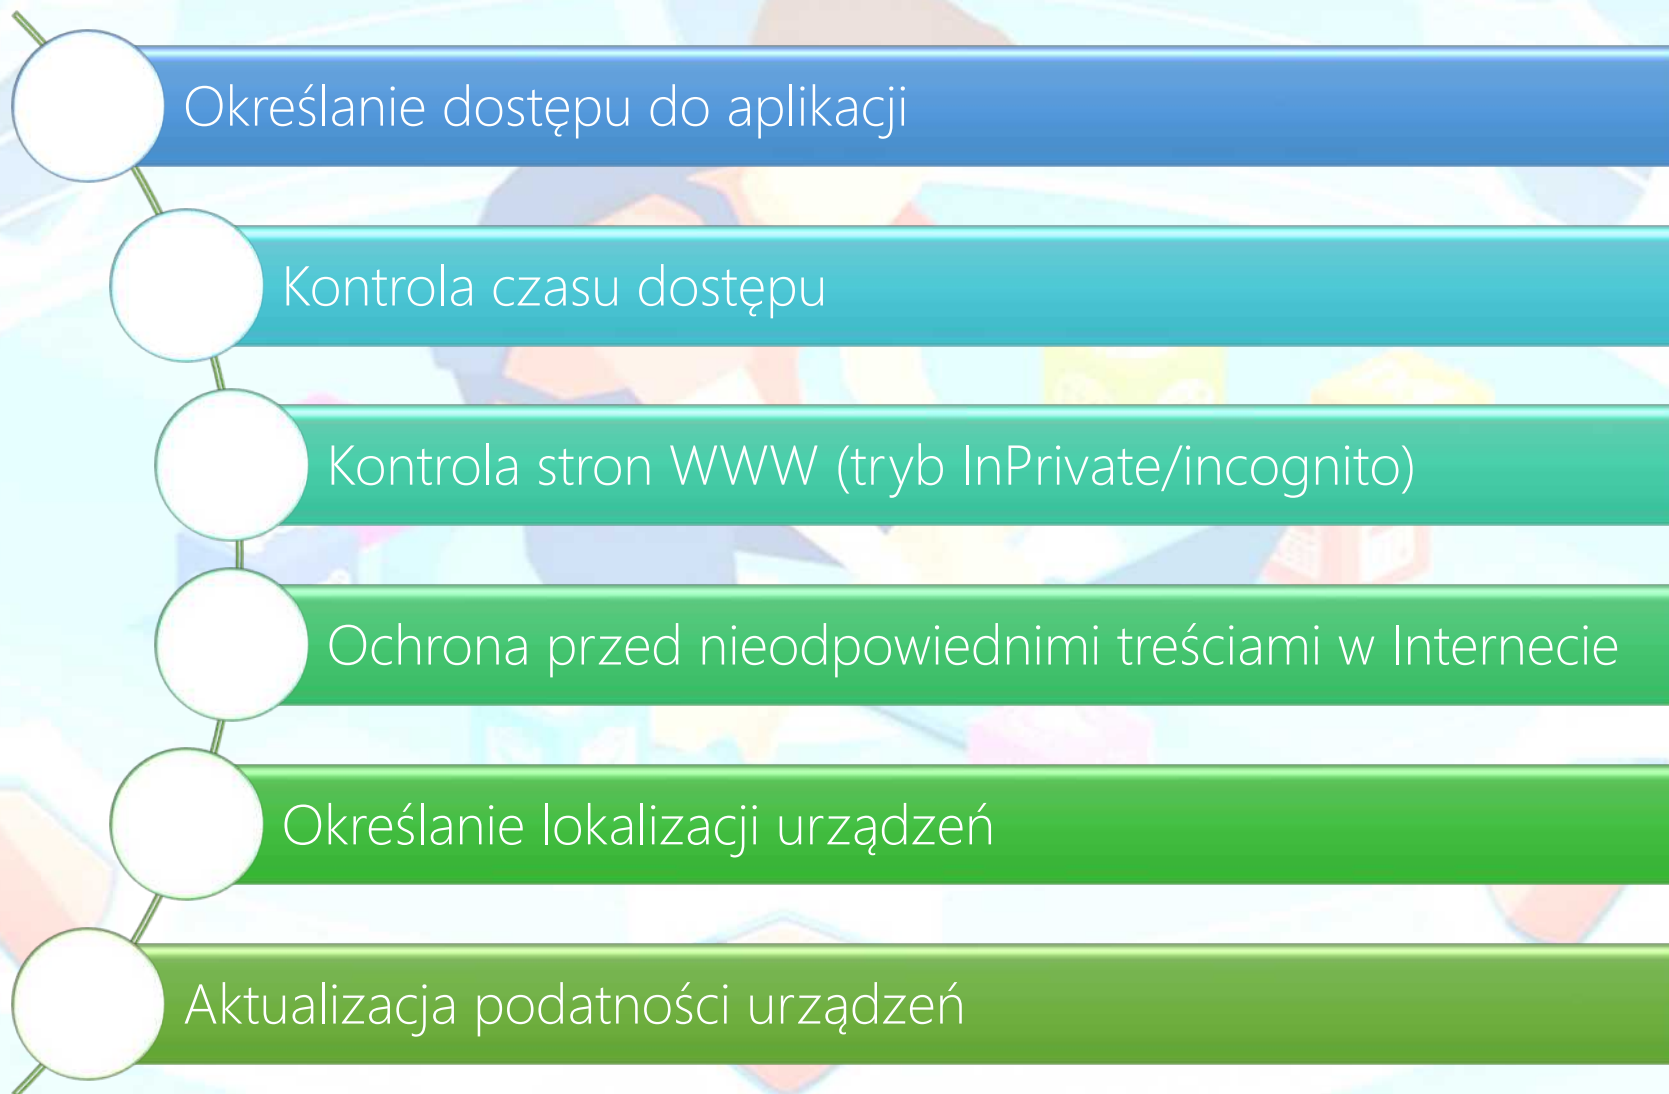 Określanie dostępu do aplikacji
Kontrola czasu dostępu
Kontrola stron WWW (tryb InPrivate/incognito)
Ochrona przed nieodpowiednimi treściami w Internecie
Określanie lokalizacji urządzeń
Aktualizacja podatności urządzeń